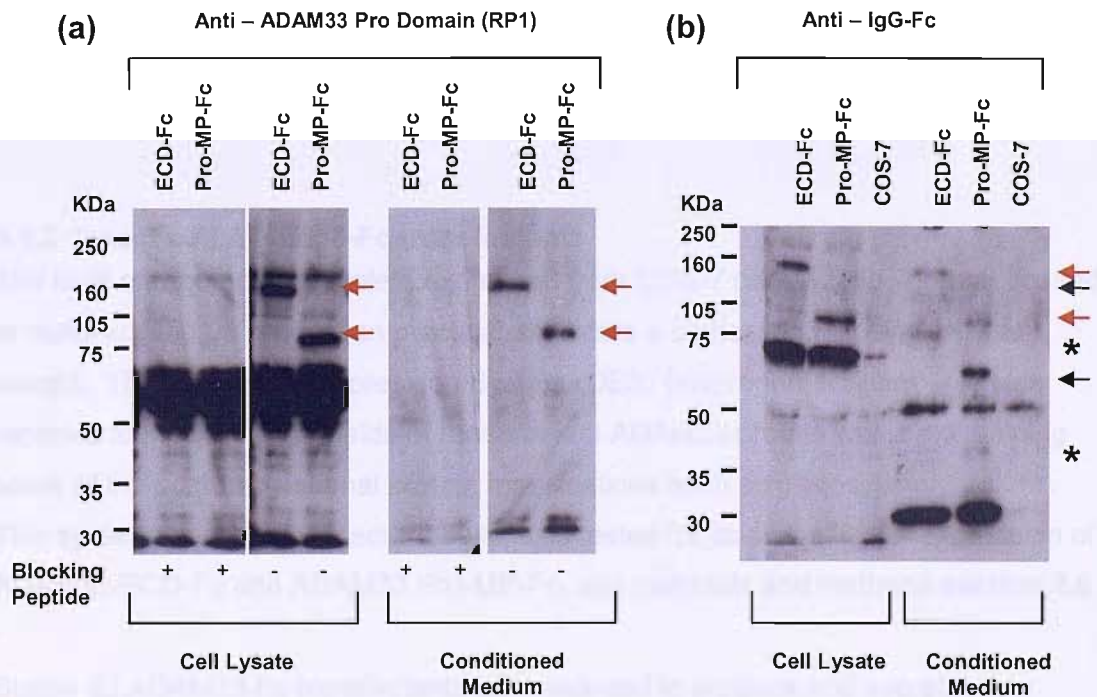 (a)
Anti – ADAM33 Pro Domain (RP1)
ECD-Fc
Pro-MP-Fc
ECD-Fc
Pro-MP-Fc
ECD-Fc
Pro-MP-Fc
ECD-Fc
Pro-MP-Fc
KDa
250
160
105
75
50
35
30
Blocking + + - - + + - -
Peptide
Cell Lysate
Conditioned
Medium
(b)
Anti – IgG-Fc
ECD-Fc
Pro-MP-Fc
COS-7
ECD-Fc
Pro-MP-Fc
COS-7
KDa
250
160
105
75
50
35
30
*
*
Cell Lysate
Conditioned
Medium